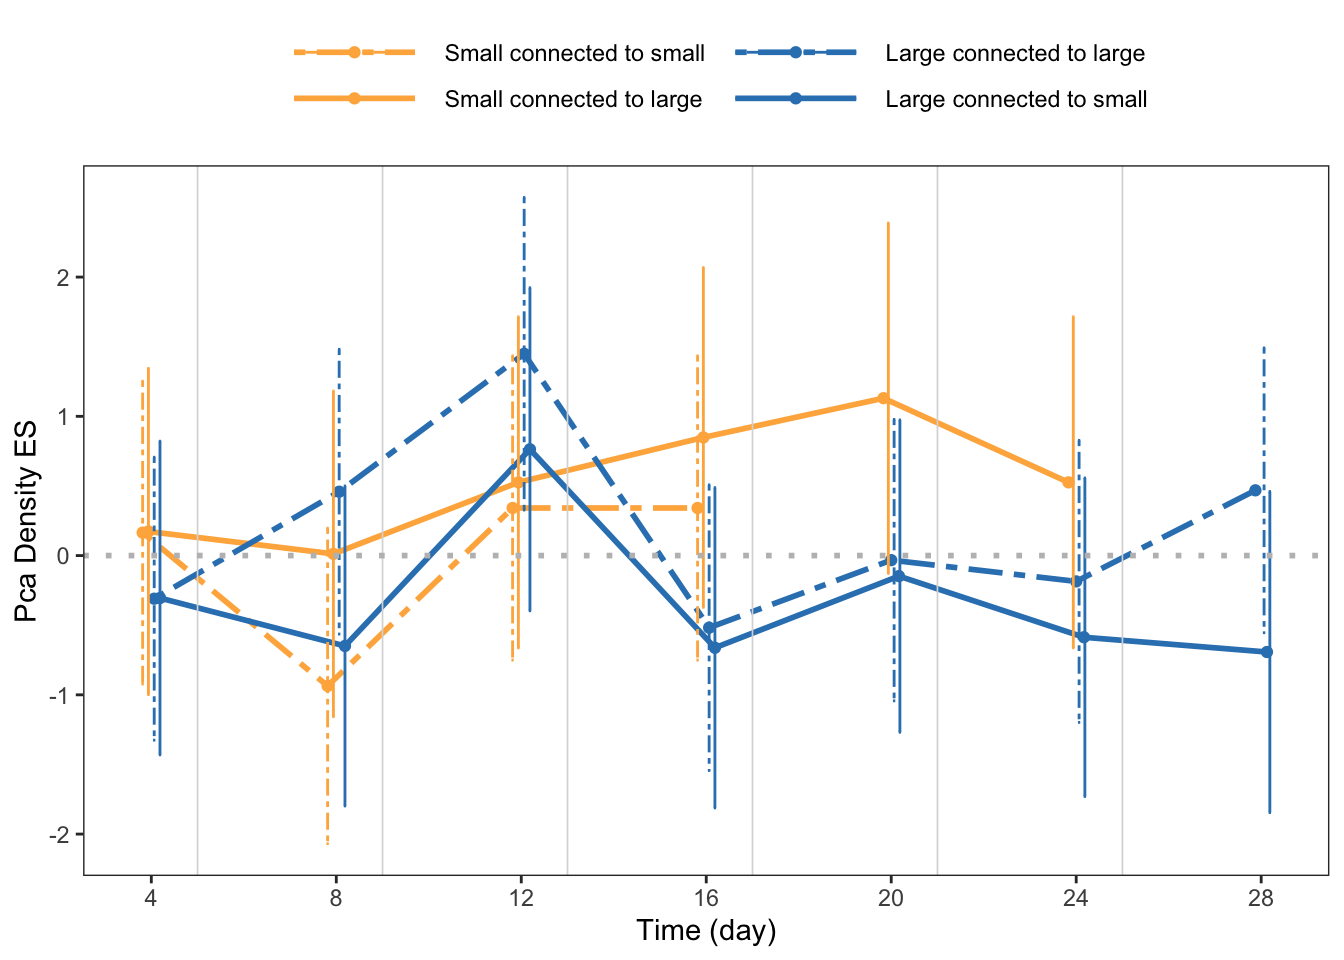 Small connected to small
Large connected to large
Small connected to large
Large connected to small
Pca Density ES
2
1
0
-1
-2
4 8 12 16 20 24 28
Time (day)